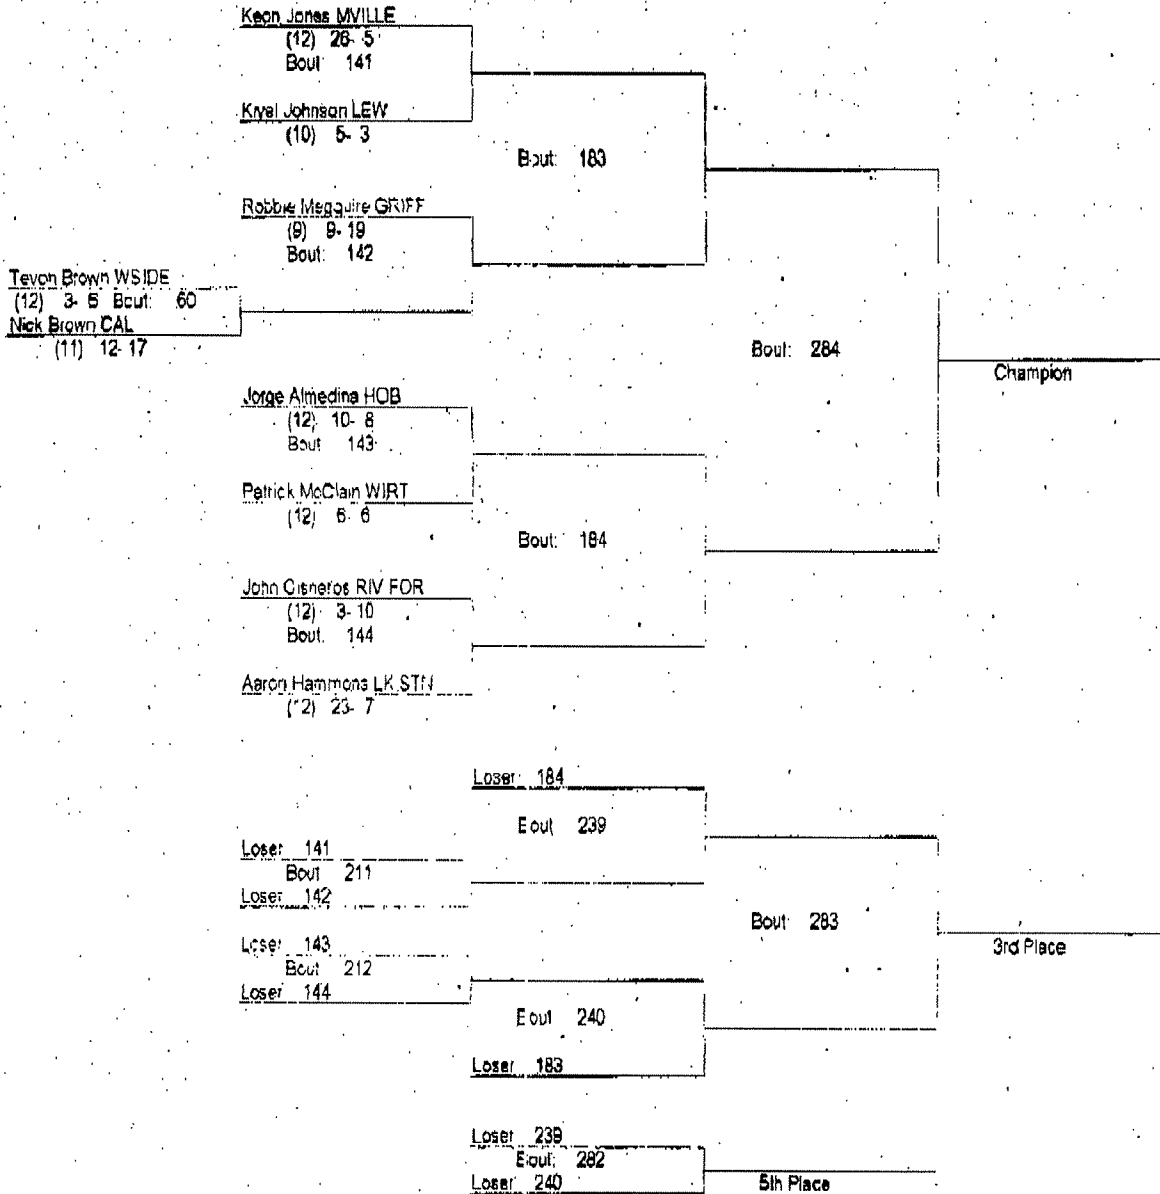 Keon Jones MVILLE
(12) 26- 5
Bout: 141
Kryel Johnson LEW
(10) 5- 3
Bout: 183
Robbie Megquire GRIFF
(9) 9- 19
Bout: 142
Tevon Brown WSIDE
(12) 3- 5 Bout: 60
Nick Brown CAL
(11) 12- 17
Bout: 284
Champion
Jorge Almedina HOB
(12) 10- 8
Bout 143
Patrick McClain WIRT
(12) 6- 6
Bout: 184
John Cisneros RIV FOR
(12) 3- 10
Bout: 144
Aaron Hammons LK STN
(12) 23- 7
Loser 184
Bout 239
Loser 141
Bout 211
Loser 142
Bout 283
3rd Place
Loser 143
Bout 212
Loser 144
Bout 240
Loser 183
Loser 239
Bout: 282
Loser 240
5th Place